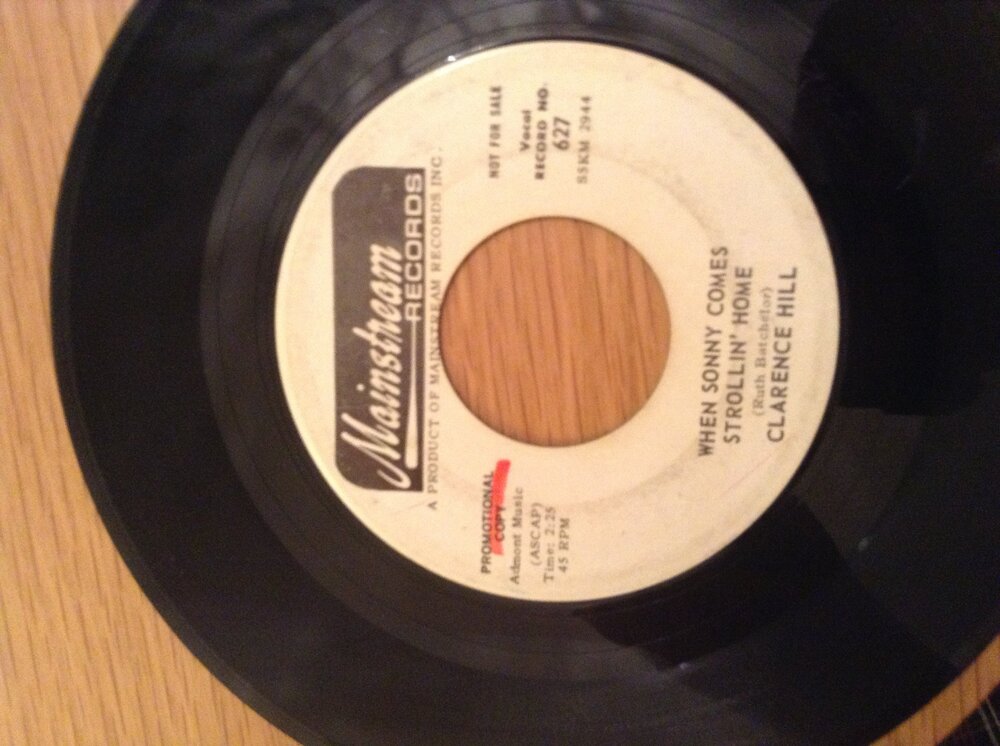 Mainstream
RECORDS
A PRODUCT OF MAINSTREAM RECORDS INC.
PROMOTIONAL
COPY
Admont Music
(ASCAP)
Time: 2:25
45 RPM
NOT FOR SALE
Vocal
RECORD NO.
627
S5KM 2944
WHEN SONNY COMES
STROLLIN' HOME
(Ruth Batchelor)
CLARENCE HILL